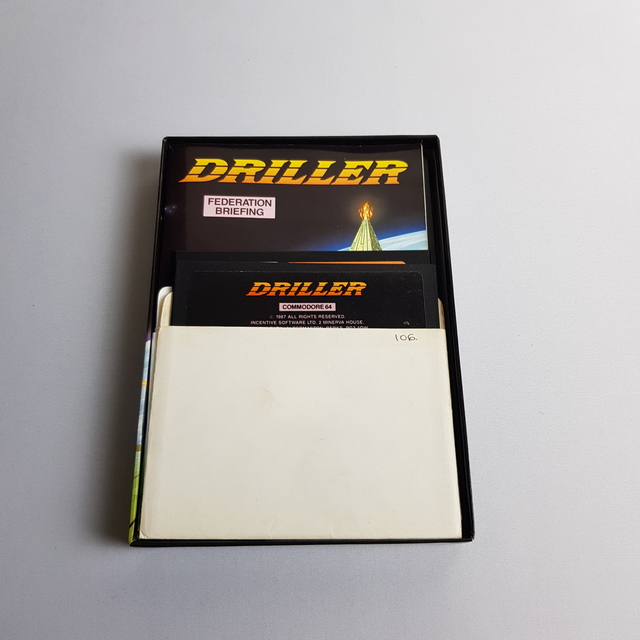 DRILLER
FEDERATION
BRIEFING
DRILLER
COMMODORE 64
© 1987 ALL RIGHTS RESERVED.
INCENTIVE SOFTWARE LTD. 2 MINERVA HOUSE,
106.